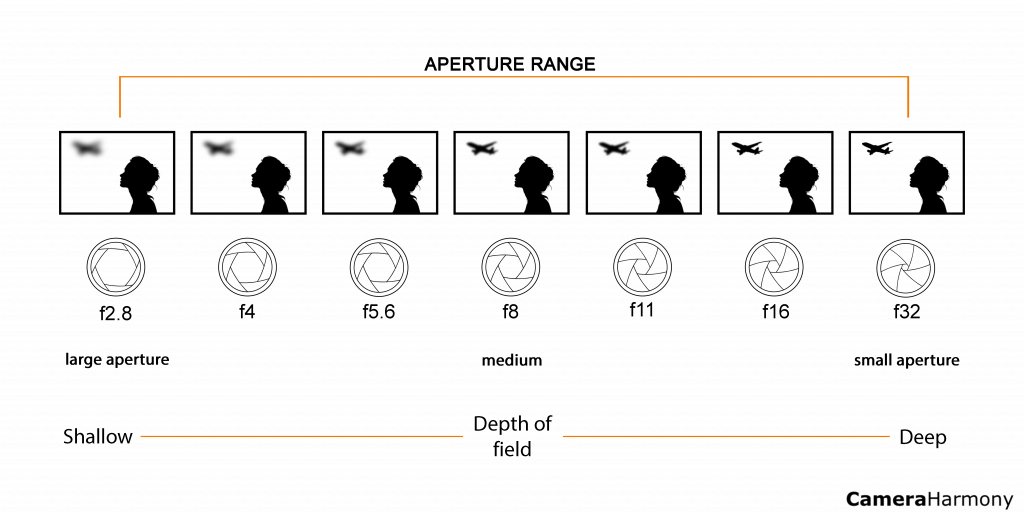 APERTURE RANGE
f2.8 f4 f5.6 f8 f11 f16 f32
large aperture medium small aperture
Shallow Depth of field Deep
CameraHarmony